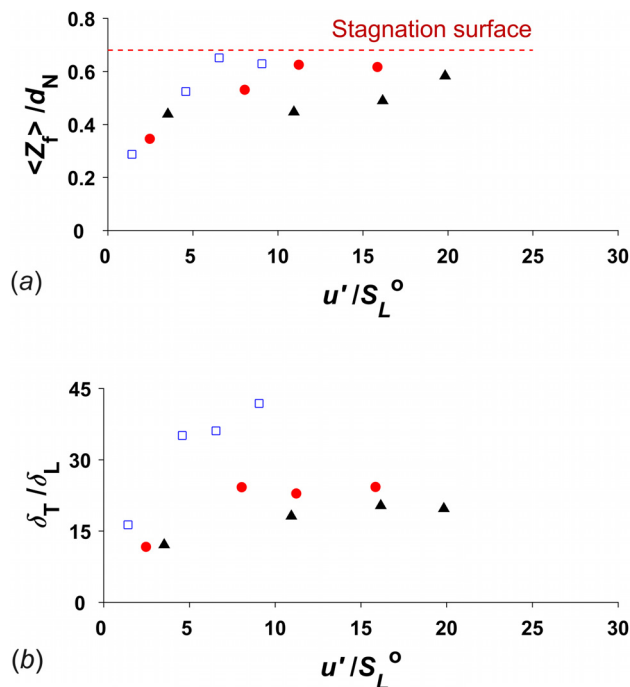 Stagnation surface
0.8
0.6
0.4
0.2
0
<Z_f> / d_N
0 5 10 15 20 25 30
(a)
u' / S_L^o
45
30
15
0
δ_T / δ_L
0 5 10 15 20 25 30
(b)
u' / S_L^o